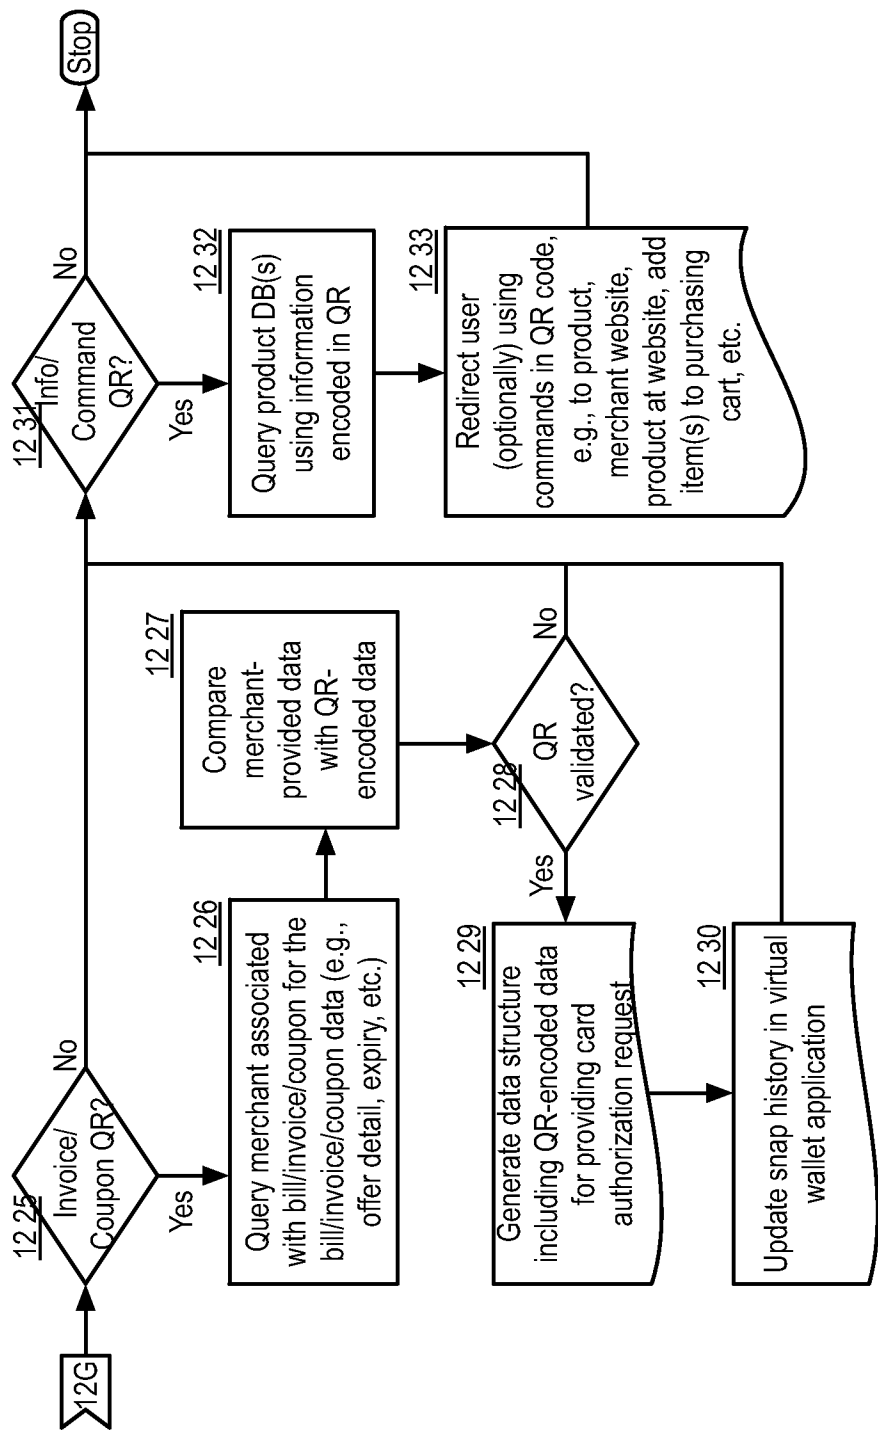 12G
12 25
Invoice/
Coupon QR?
No
Yes
12 26
Query merchant associated
with bill/invoice/coupon for the
bill/invoice/coupon data (e.g.,
offer detail, expiry, etc.)
12 27
Compare
merchant-
provided data
with QR-
encoded data
12 28
QR
validated?
No
Yes
12 29
Generate data structure
including QR-encoded data
for providing card
authorization request
12 30
Update snap history in virtual
wallet application
12 31
Info/
Command
QR?
No
Yes
12 32
Query product DB(s)
using information
encoded in QR
12 33
Redirect user
(optionally) using
commands in QR code,
e.g., to product,
merchant website,
product at website, add
item(s) to purchasing
cart, etc.
Stop